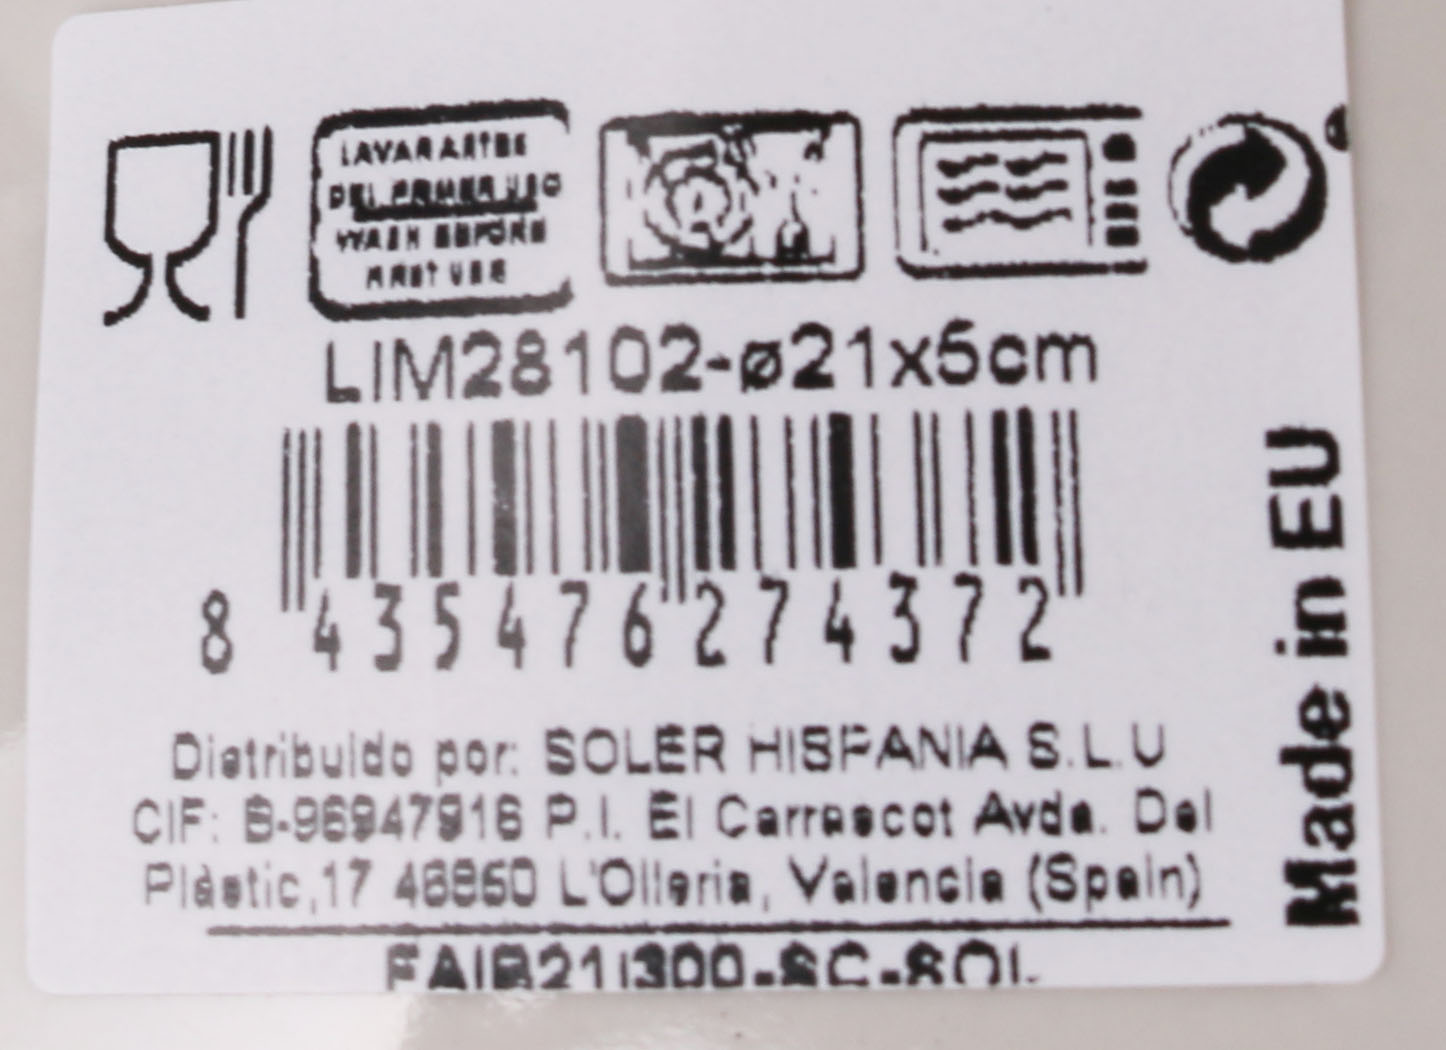 LAVAR ANTES
DEL PRIMER USO
WASH BEFORE
FIRST USE
LIM28102-ø21x5cm
8 435476 274372
Distribuido por: SOLER HISPANIA S.L.U
CIF: B-96947916 P.I. El Carrascot Avda. Del
Plàstic,17 46850 L'Olleria, Valencia (Spain)
Made in EU